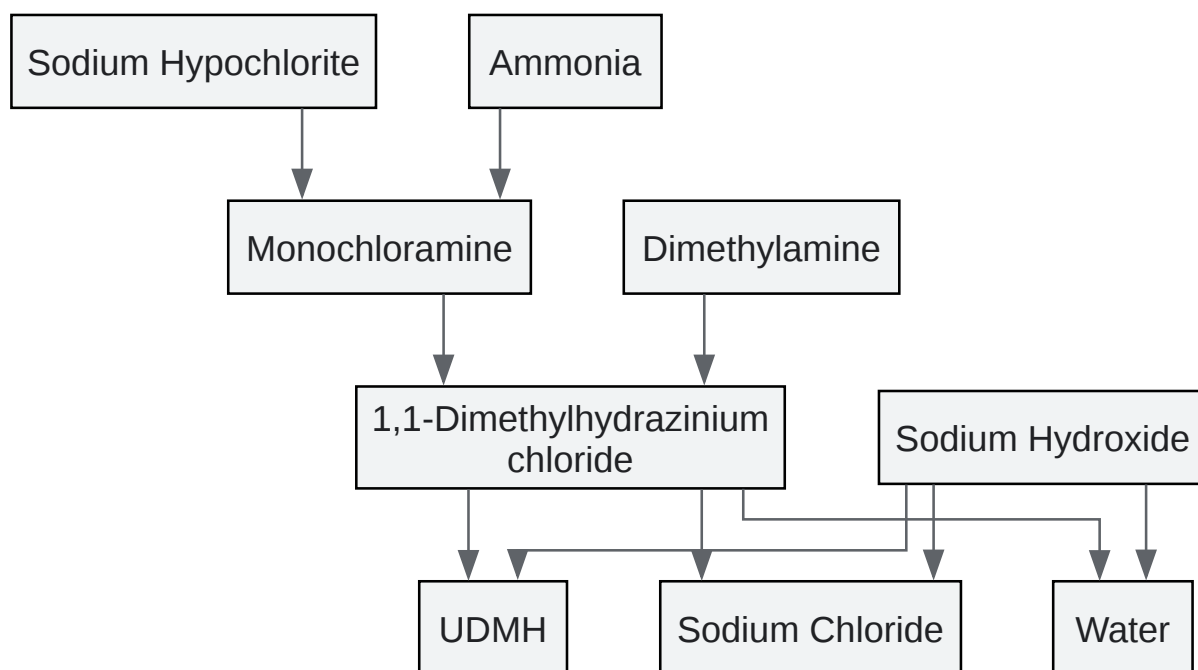 Sodium Hypochlorite
Ammonia
Monochloramine
Dimethylamine
1,1-Dimethylhydrazinium
chloride
Sodium Hydroxide
UDMH
Sodium Chloride
Water